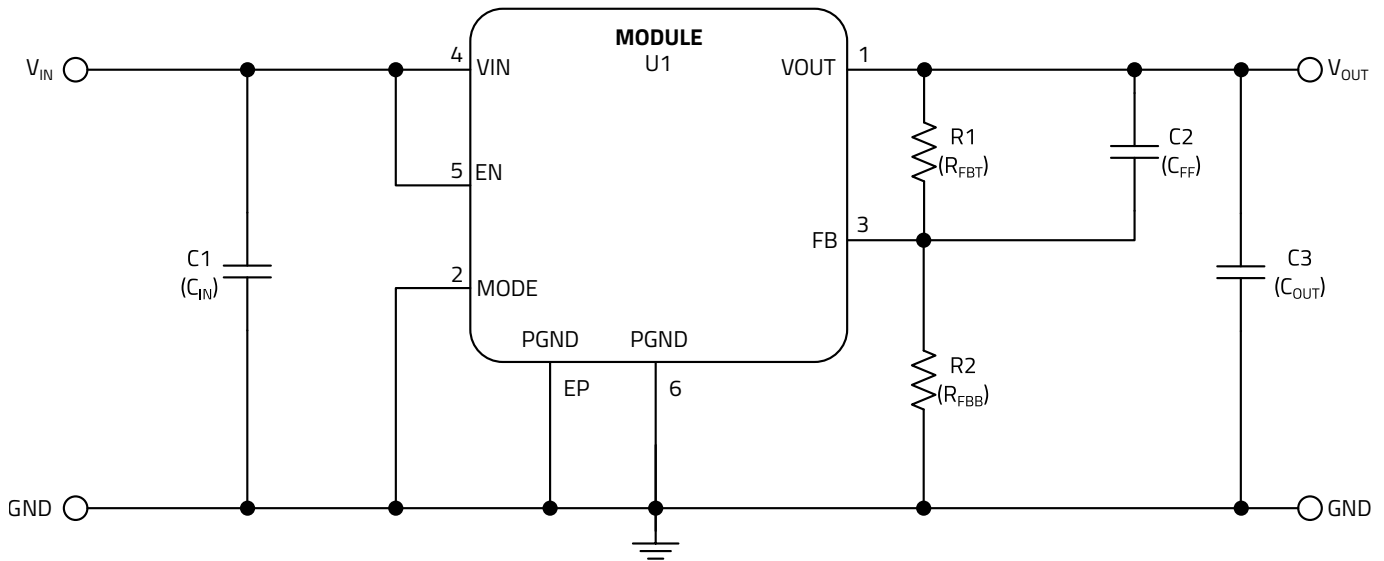 MODULE
U1
V_IN
4
VIN
VOUT
1
V_OUT
5
EN
R1
(R_FBT)
C2
(C_FF)
3
FB
C1
(C_IN)
2
MODE
C3
(C_OUT)
PGND
PGND
EP
6
R2
(R_FBB)
GND
GND